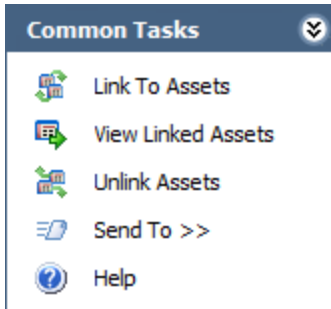 Common Tasks
Link To Assets
View Linked Assets
Unlink Assets
Send To >>
Help